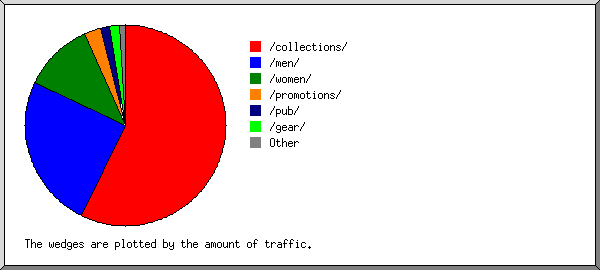 /collections/
/men/
/women/
/promotions/
/pub/
/gear/
Other
The wedges are plotted by the amount of traffic.